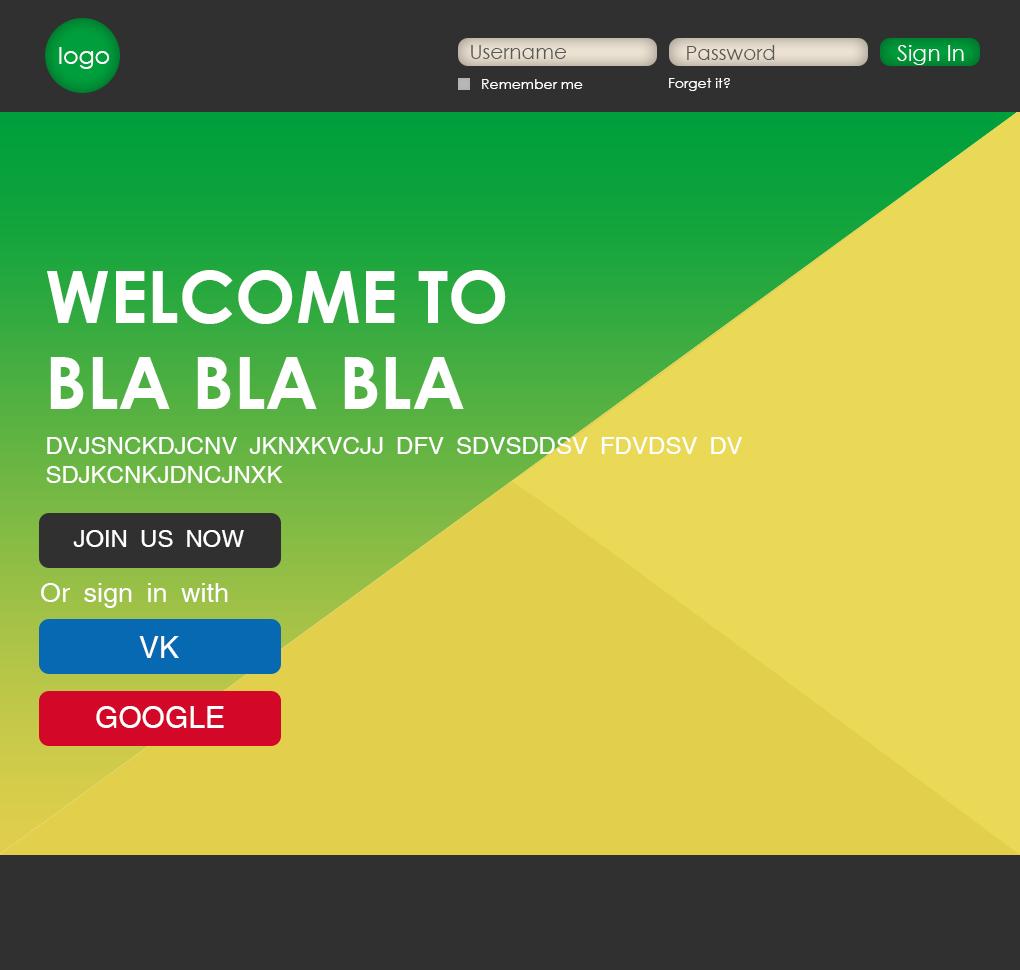 logo
Username
Password
Sign In
Remember me
Forget it?
WELCOME TO
BLA BLA BLA
DVJSNCKDJCNV JKNXKVCJJ DFV SDVSDDSV FDVDSV DV
SDJKCNKJDNCJNXK
JOIN US NOW
Or sign in with
VK
GOOGLE